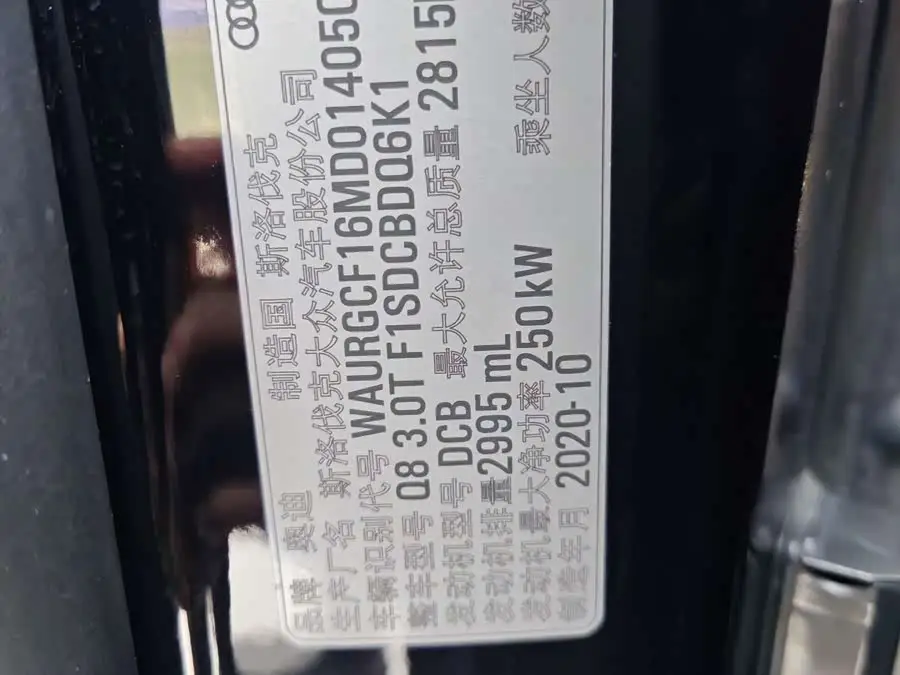 品牌 奥迪 制造国 斯洛伐克
生产厂名 斯洛伐克大众汽车股份公司
车辆识别代号 WAURGCF16MD01405
整车型号 Q8 3.0T F1SDCBDQ6K1
发动机型号 DCB 最大允许总质量 2815
发动机排量 2995 mL
发动机最大净功率 250 kW 乘坐人数
制造年月 2020-10